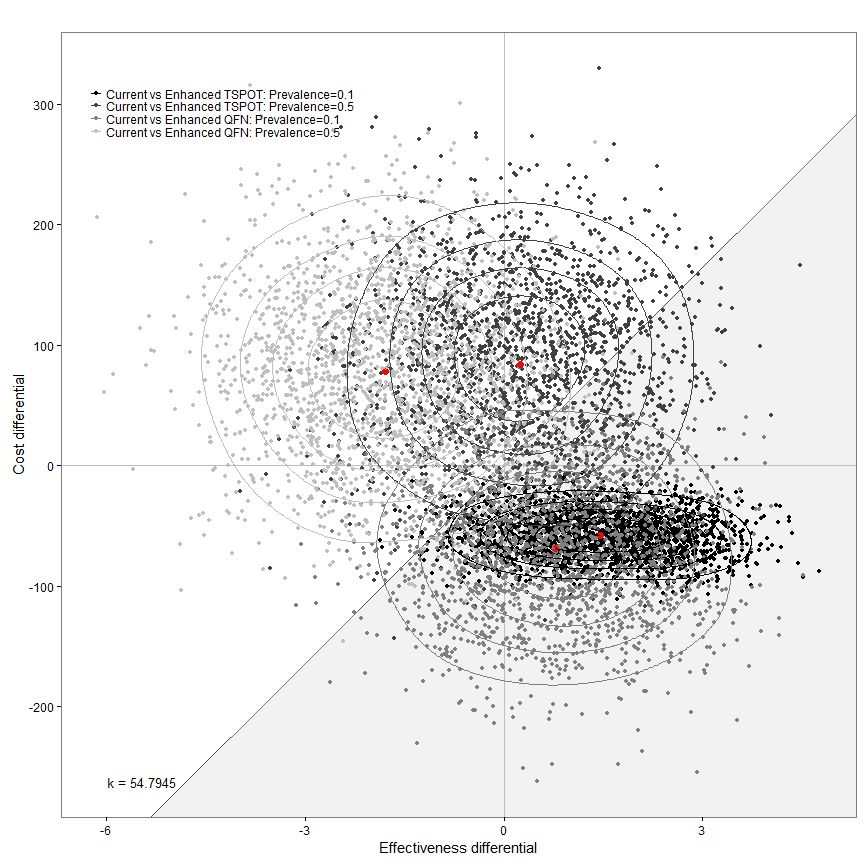 Current vs Enhanced TSPOT: Prevalence=0.1
Current vs Enhanced TSPOT: Prevalence=0.5
Current vs Enhanced QFN: Prevalence=0.1
Current vs Enhanced QFN: Prevalence=0.5
300
200
100
0
-100
-200
Cost differential
k = 54.7945
-6
-3
0
3
Effectiveness differential